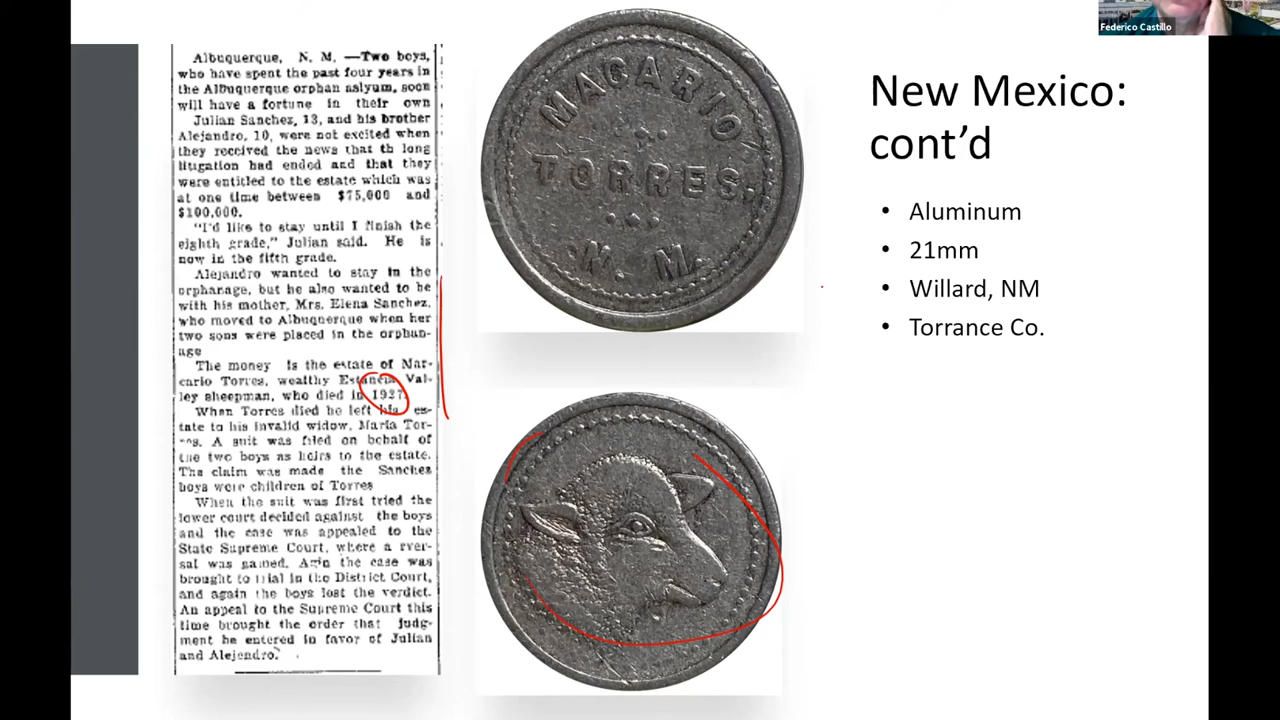 Federico Castillo
New Mexico:
cont'd
• Aluminum
• 21mm
• Willard, NM
• Torrance Co.
Albuquerque, N. M. —Two boys,
who have spent the past four years in
the Albuquerque orphan aslyum, soon
will have a fortune in their own
Julian Sanchez, 13, and his brother
Alejandro, 10, were not excited when
they received the news that th long
litigation had ended and that they
were entitled to the estate which was
at one time between $75,000 and
$100,000.
"I'd like to stay until I finish the
eighth grade," Julian said. He is
now in the fifth grade.
Alejandro wanted to stay in the
orphanage, but he also wanted to be
with his mother, Mrs. Elena Sanchez,
who moved to Albuquerque when her
two sons were placed in the orphan-
age
The money is the estate of Mar-
cario Torres, wealthy Estancia Val-
ley sheepman, who died in 1927.
When Torres died he left his es-
tate to his invalid widow, Maria Tor-
res. A suit was filed on behalf of
the two boys as heirs to the estate.
The claim was made the Sanches
boys were children of Torres
When the suit was first tried the
lower court decided against the boys
and the case was appealed to the
State Supreme Court, where a rver-
sal was gained. Again the case was
brought to trial in the District Court,
and again the boys lost the verdict.
An appeal to the Supreme Court this
time brought the order that judg-
ment be entered in favor of Julian
and Alejendro.
MACARIO
TORRES.
N. M.